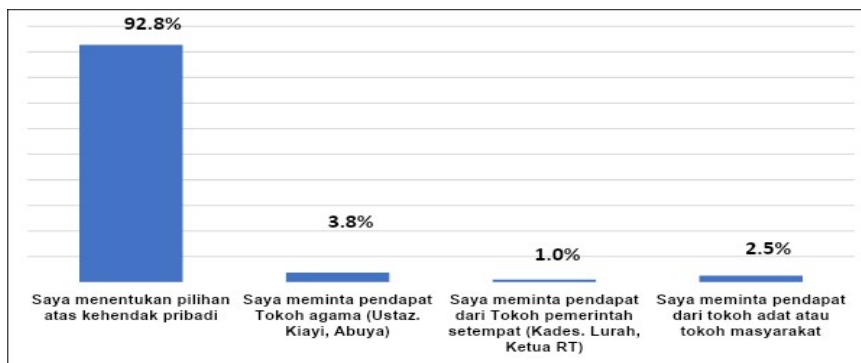 92.8%
3.8%
1.0%
2.5%
Saya menentukan pilihan
atas kehendak pribadi
Saya meminta pendapat
Tokoh agama (Ustaz.
Kiayi, Abuya)
Saya meminta pendapat
dari Tokoh pemerintah
setempat (Kades. Lurah,
Ketua RT)
Saya meminta pendapat
dari tokoh adat atau
tokoh masyarakat